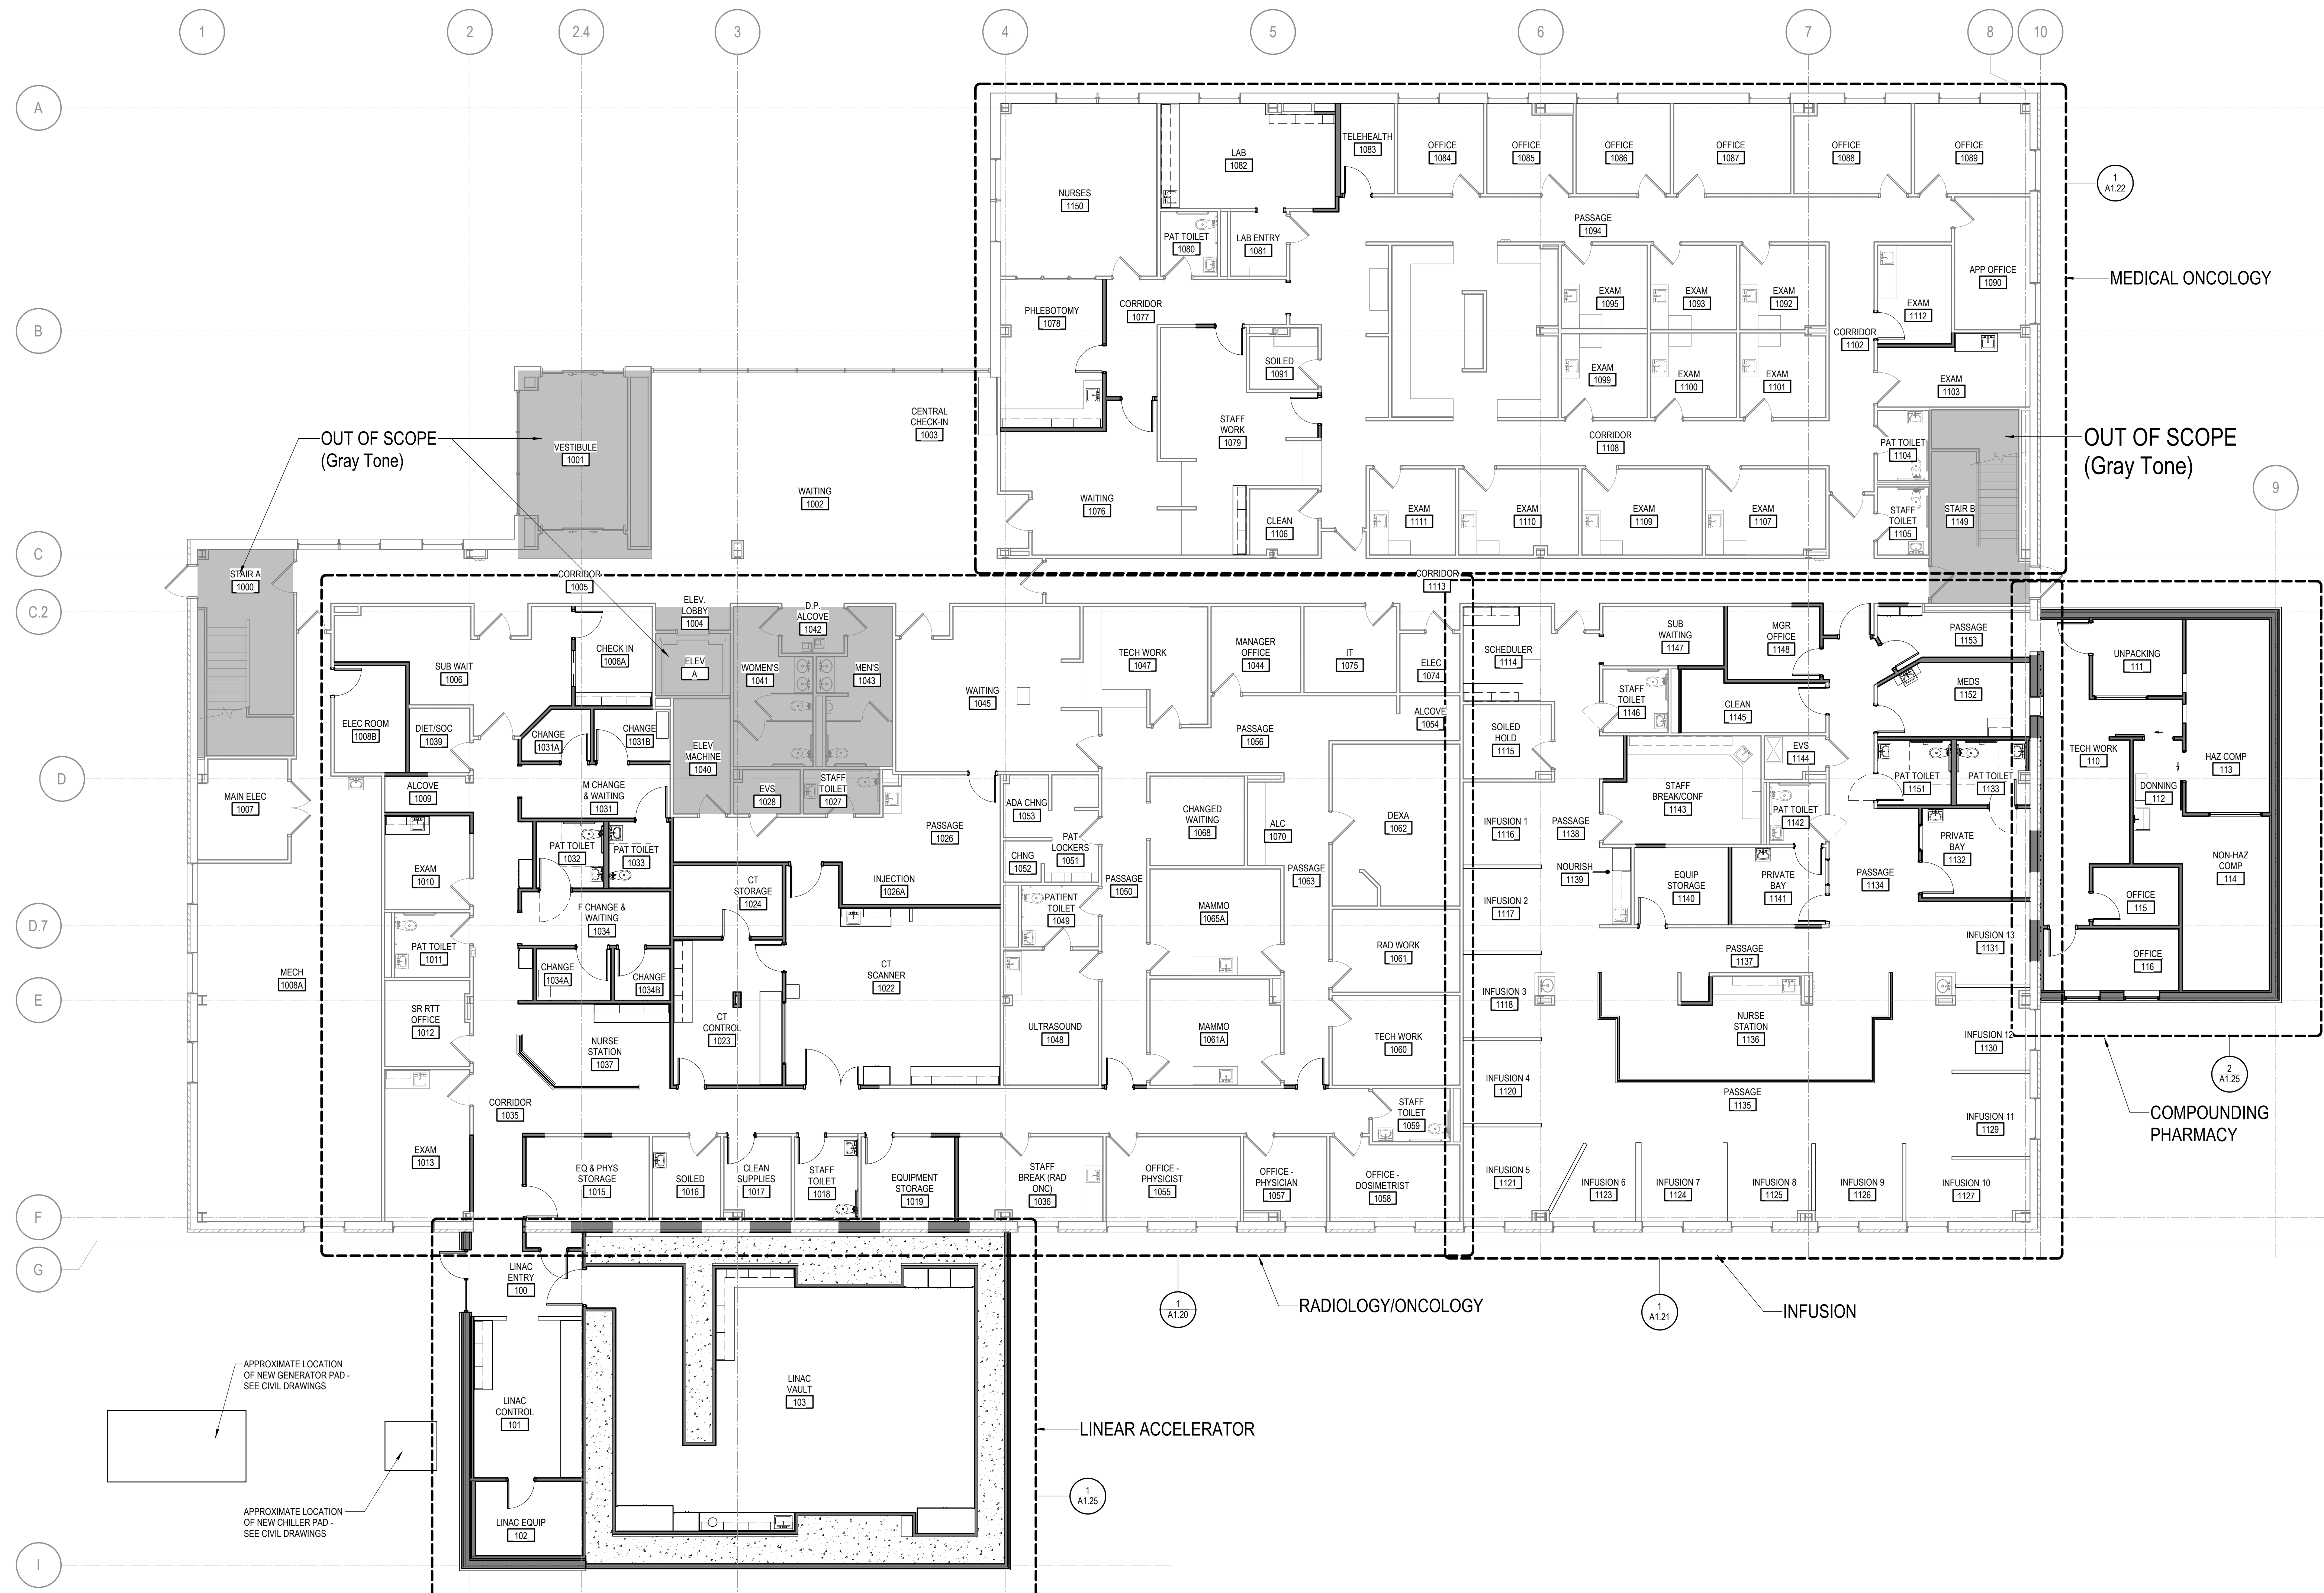 1
2
2.4
3
4
5
6
7
8
10
A
B
C
C.2
D
D.7
E
F
G
I
9
NURSES
1150
LAB
1082
TELEHEALTH
1083
OFFICE
1084
OFFICE
1085
OFFICE
1086
OFFICE
1087
OFFICE
1088
OFFICE
1089
1
A1.22
PASSAGE
1094
PAT TOILET
1080
LAB ENTRY
1081
MEDICAL ONCOLOGY
APP OFFICE
1090
EXAM
1095
EXAM
1093
EXAM
1092
EXAM
1112
PHLEBOTOMY
1078
CORRIDOR
1077
CORRIDOR
1102
SOILED
1091
EXAM
1099
EXAM
1100
EXAM
1101
EXAM
1103
CENTRAL
CHECK-IN
1003
STAFF
WORK
1079
OUT OF SCOPE
(Gray Tone)
VESTIBULE
1001
CORRIDOR
1108
PAT TOILET
1104
OUT OF SCOPE
(Gray Tone)
WAITING
1002
WAITING
1076
CLEAN
1106
EXAM
1111
EXAM
1110
EXAM
1109
EXAM
1107
STAFF
TOILET
1105
STAIR B
1149
STAIR A
1000
CORRIDOR
1005
CORRIDOR
1113
ELEV.
LOBBY
1004
D.P.
ALCOVE
1042
SUB WAIT
1006
CHECK IN
1006A
ELEV
A
WOMEN'S
1041
MEN'S
1043
WAITING
1045
TECH WORK
1047
MANAGER
OFFICE
1044
IT
1075
ELEC
1074
SCHEDULER
1114
SUB
WAITING
1147
MGR
OFFICE
1148
PASSAGE
1153
UNPACKING
111
ELEC ROOM
1008B
DIET/SOC
1039
CHANGE
1031A
CHANGE
1031B
ELEV
MACHINE
1040
PASSAGE
1056
ALCOVE
1054
SOILED
HOLD
1115
STAFF
TOILET
1146
CLEAN
1145
MEDS
1152
TECH WORK
110
HAZ COMP
113
MAIN ELEC
1007
ALCOVE
1009
M CHANGE
& WAITING
1031
EVS
1028
STAFF
TOILET
1027
ADA CHNG
1053
CHANGED
WAITING
1068
ALC
1070
DEXA
1062
EVS
1144
STAFF
BREAK/CONF
1143
PAT TOILET
1142
PAT TOILET
1151
PAT TOILET
1133
DONNING
112
PASSAGE
1026
INFUSION 1
1116
PASSAGE
1138
PRIVATE
BAY
1132
EXAM
1010
PAT TOILET
1032
PAT TOILET
1033
CT
STORAGE
1024
INJECTION
1026A
CHNG
1052
PAT
LOCKERS
1051
PASSAGE
1050
PASSAGE
1063
NOURISH
1139
EQUIP
STORAGE
1140
PRIVATE
BAY
1141
PASSAGE
1134
NON-HAZ
COMP
114
F CHANGE &
WAITING
1034
PATIENT
TOILET
1049
MAMMO
1065A
INFUSION 2
1117
OFFICE
115
PAT TOILET
1011
RAD WORK
1061
PASSAGE
1137
INFUSION 13
1131
OFFICE
116
MECH
1008A
CHANGE
1034A
CHANGE
1034B
CT
SCANNER
1022
SR RTT
OFFICE
1012
CT
CONTROL
1023
ULTRASOUND
1048
MAMMO
1061A
TECH WORK
1060
INFUSION 3
1118
NURSE
STATION
1136
INFUSION 12
1130
NURSE
STATION
1037
INFUSION 4
1120
2
A1.25
CORRIDOR
1035
STAFF
TOILET
1059
PASSAGE
1135
INFUSION 11
1129
COMPOUNDING
PHARMACY
EXAM
1013
EQ & PHYS
STORAGE
1015
SOILED
1016
CLEAN
SUPPLIES
1017
STAFF
TOILET
1018
EQUIPMENT
STORAGE
1019
STAFF
BREAK (RAD
ONC)
1036
OFFICE -
PHYSICIST
1055
OFFICE -
PHYSICIAN
1057
OFFICE -
DOSIMETRIST
1058
INFUSION 5
1121
INFUSION 6
1123
INFUSION 7
1124
INFUSION 8
1125
INFUSION 9
1126
INFUSION 10
1127
LINAC
ENTRY
100
1
A1.20
RADIOLOGY/ONCOLOGY
1
A1.21
INFUSION
APPROXIMATE LOCATION
OF NEW GENERATOR PAD -
SEE CIVIL DRAWINGS
LINAC
CONTROL
101
LINAC
VAULT
103
LINEAR ACCELERATOR
1
A1.25
APPROXIMATE LOCATION
OF NEW CHILLER PAD -
SEE CIVIL DRAWINGS
LINAC EQUIP
102